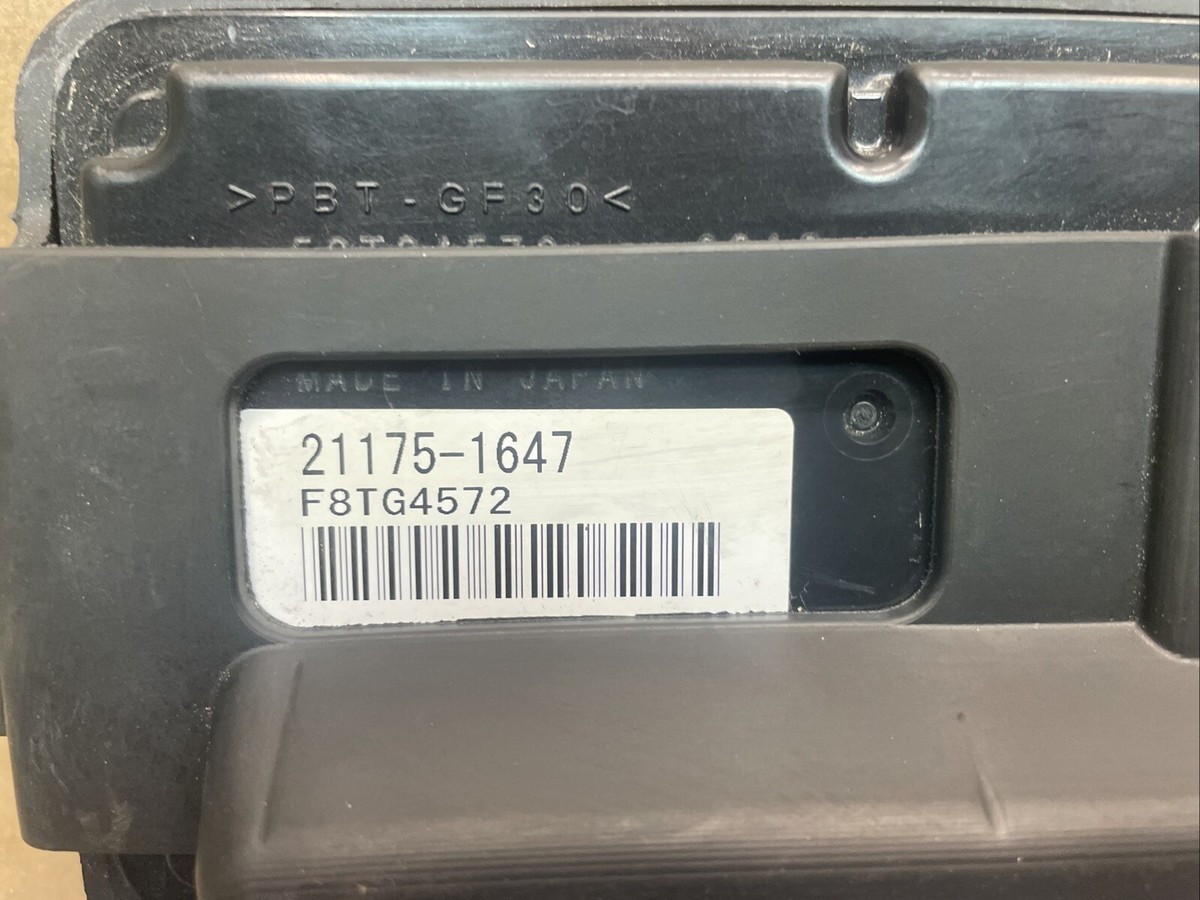 >PBT-GF30<
MADE IN JAPAN
21175-1647
F8TG4572